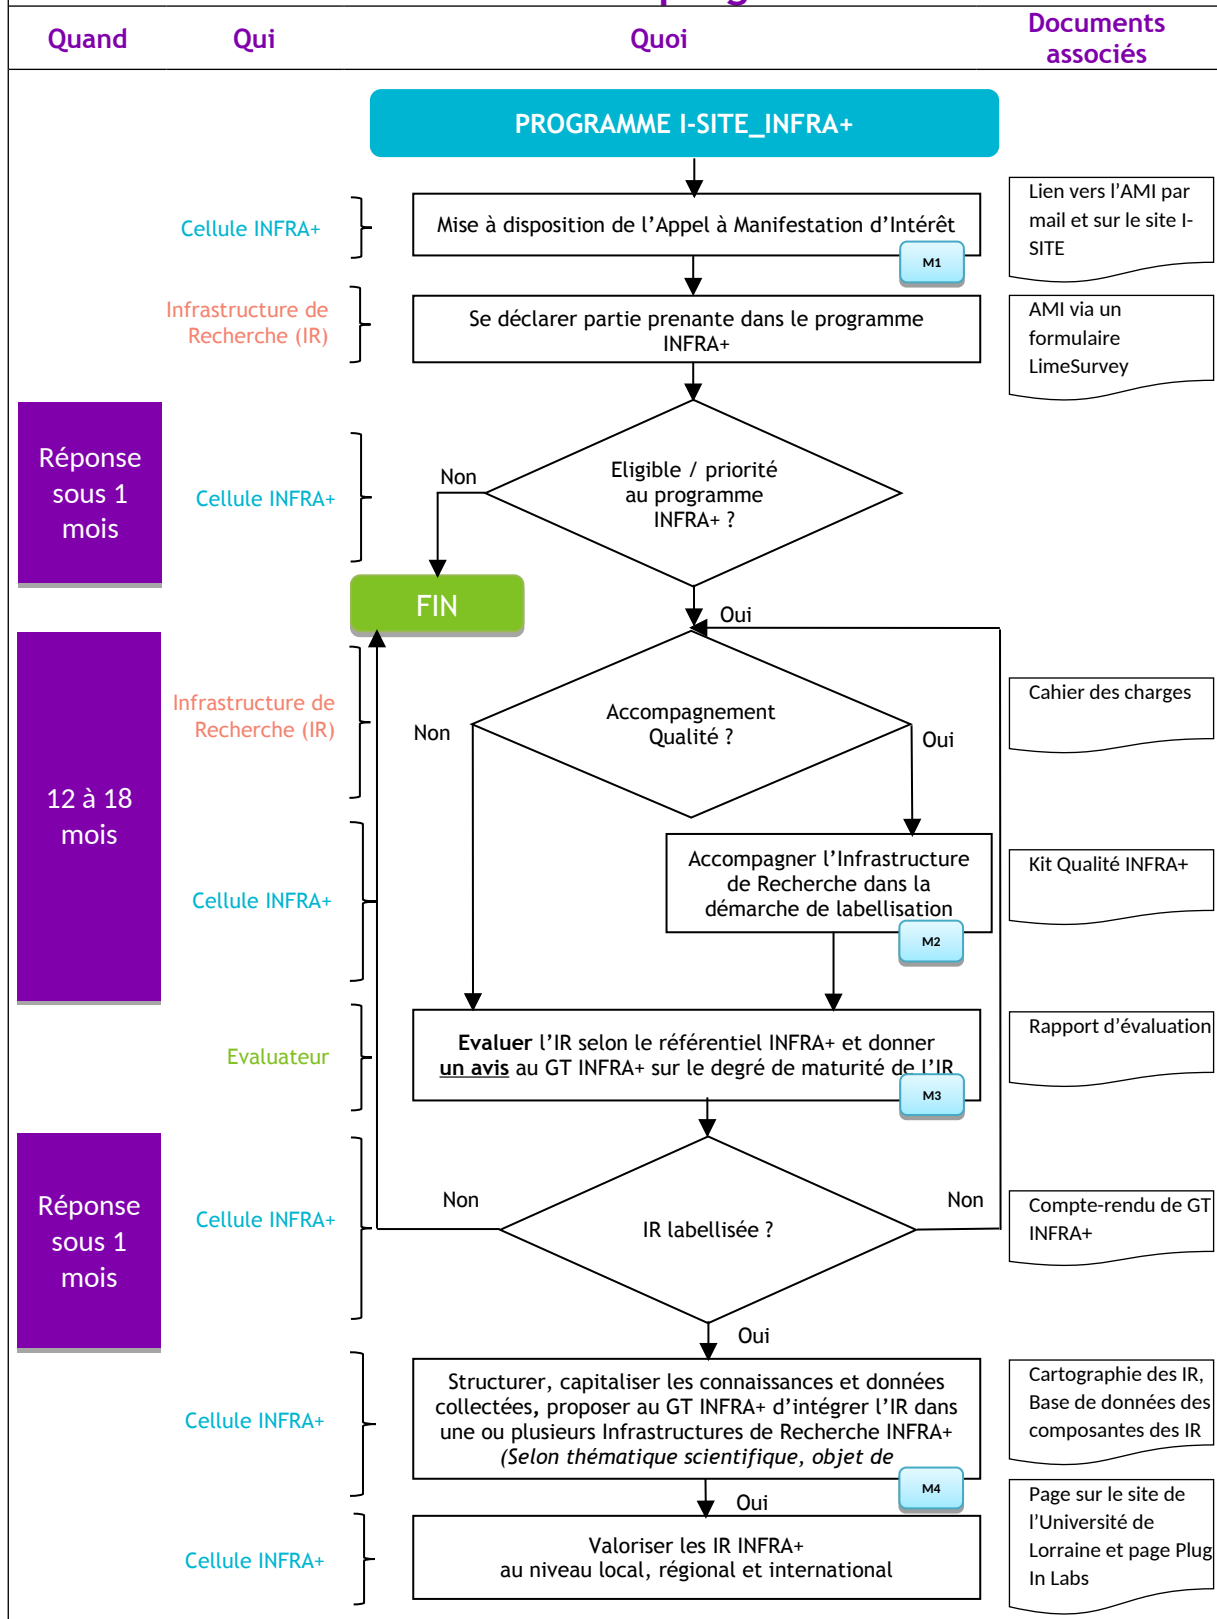 Quand
Qui
Quoi
Documents
associés
PROGRAMME I-SITE_INFRA+
Cellule INFRA+
Mise à disposition de l'Appel à Manifestation d'Intérêt
M1
Lien vers l'AMI par
mail et sur le site I-
SITE
Infrastructure de
Recherche (IR)
Se déclarer partie prenante dans le programme
INFRA+
AMI via un
formulaire
LimeSurvey
Réponse
sous 1
mois
Cellule INFRA+
Eligible / priorité
au programme
INFRA+ ?
Non
FIN
Oui
12 à 18
mois
Infrastructure de
Recherche (IR)
Non
Accompagnement
Qualité ?
Oui
Cahier des charges
Cellule INFRA+
Accompagner l'Infrastructure
de Recherche dans la
démarche de labellisation
M2
Kit Qualité INFRA+
Evaluateur
Evaluer l'IR selon le référentiel INFRA+ et donner
un avis au GT INFRA+ sur le degré de maturité de l'IR
M3
Rapport d'évaluation
Réponse
sous 1
mois
Cellule INFRA+
Non
IR labellisée ?
Non
Compte-rendu de GT
INFRA+
Oui
Cellule INFRA+
Structurer, capitaliser les connaissances et données
collectées, proposer au GT INFRA+ d'intégrer l'IR dans
une ou plusieurs Infrastructures de Recherche INFRA+
(Selon thématique scientifique, objet de
M4
Cartographie des IR,
Base de données des
composantes des IR
Oui
Cellule INFRA+
Valoriser les IR INFRA+
au niveau local, régional et international
Page sur le site de
l'Université de
Lorraine et page Plug
In Labs